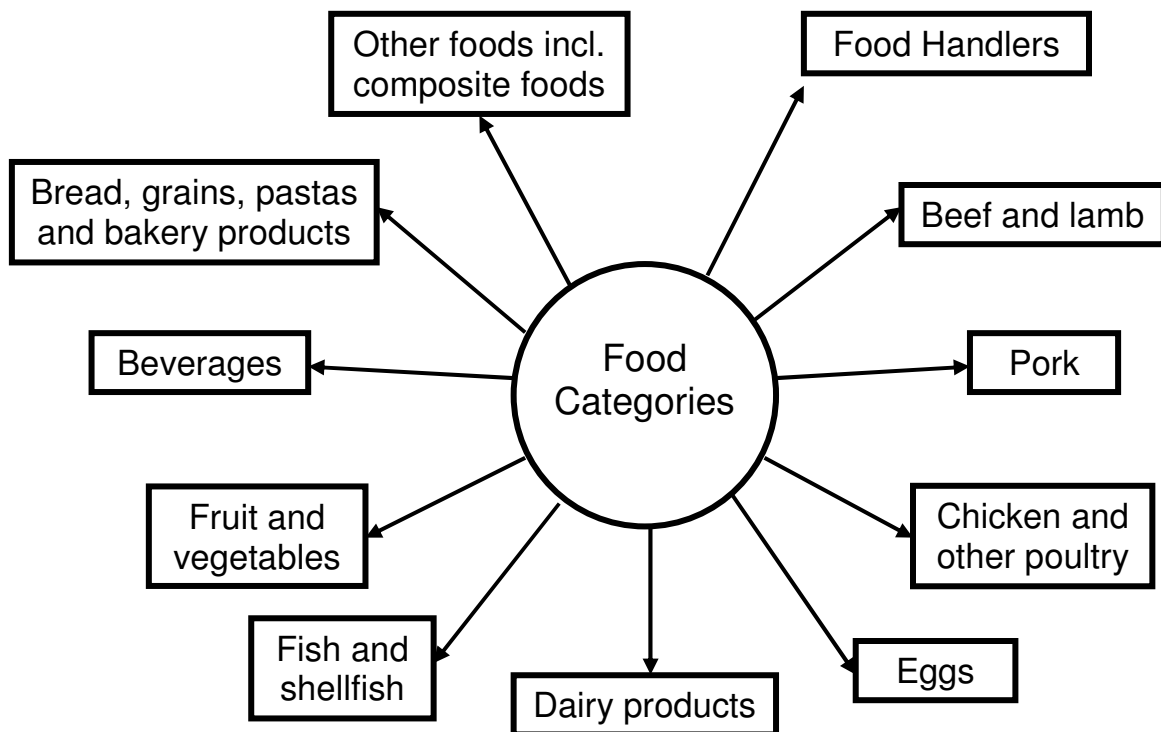 Other foods incl.
composite foods
Food Handlers
Bread, grains, pastas
and bakery products
Beef and lamb
Beverages
Food
Categories
Pork
Fruit and
vegetables
Chicken and
other poultry
Fish and
shellfish
Dairy products
Eggs